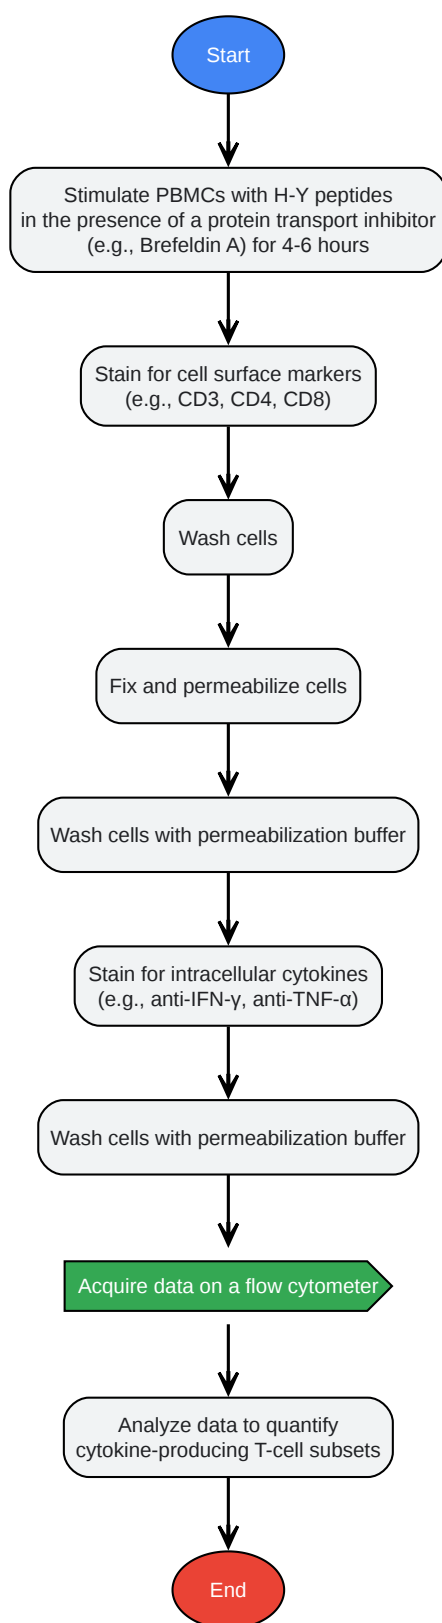 Start
Stimulate PBMCs with H-Y peptides
in the presence of a protein transport inhibitor
(e.g., Brefeldin A) for 4-6 hours
Stain for cell surface markers
(e.g., CD3, CD4, CD8)
Wash cells
Fix and permeabilize cells
Wash cells with permeabilization buffer
Stain for intracellular cytokines
(e.g., anti-IFN-γ, anti-TNF-α)
Wash cells with permeabilization buffer
Acquire data on a flow cytometer
Analyze data to quantify
cytokine-producing T-cell subsets
End